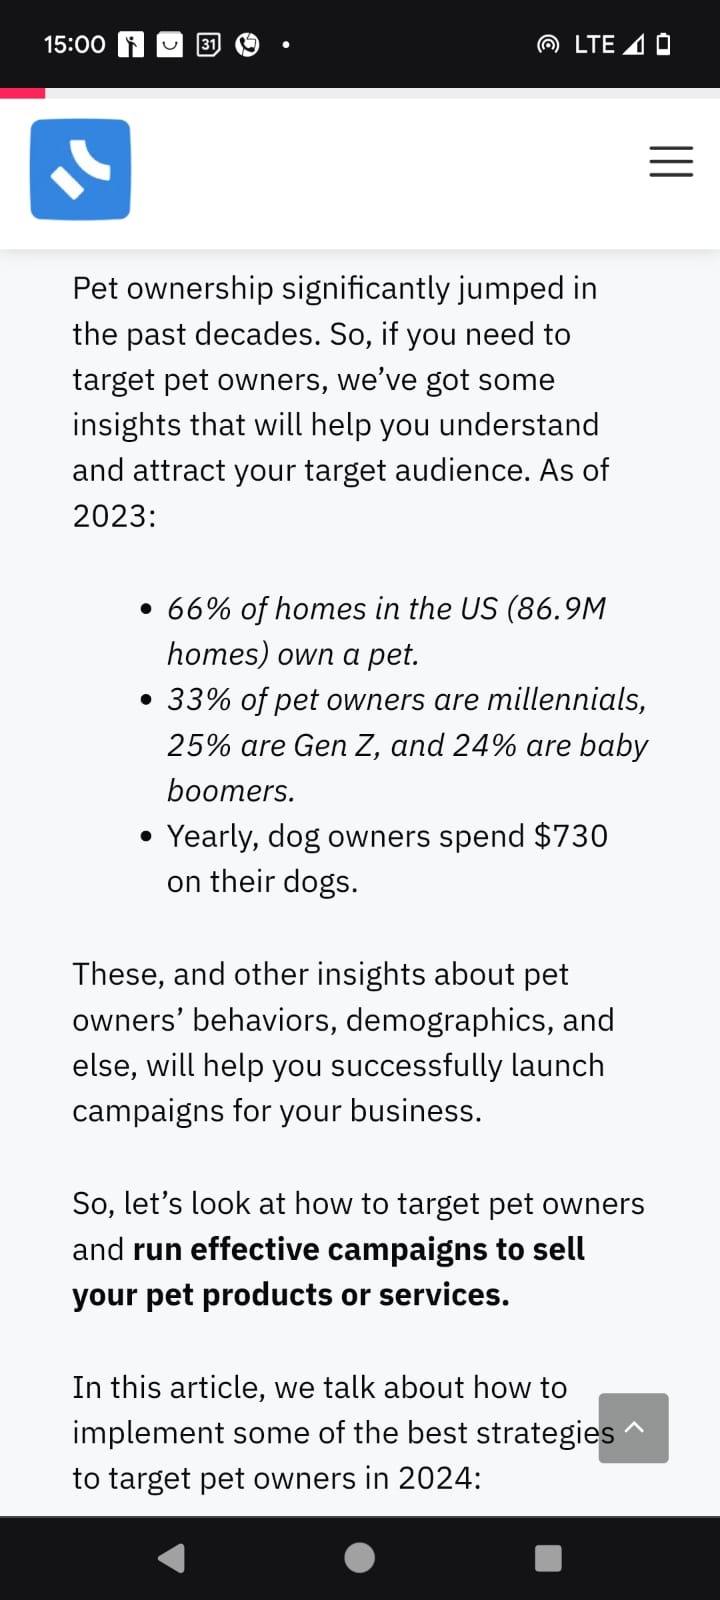 15:00 31 LTE
Pet ownership significantly jumped in
the past decades. So, if you need to
target pet owners, we’ve got some
insights that will help you understand
and attract your target audience. As of
2023:
• 66% of homes in the US (86.9M
homes) own a pet.
• 33% of pet owners are millennials,
25% are Gen Z, and 24% are baby
boomers.
• Yearly, dog owners spend $730
on their dogs.
These, and other insights about pet
owners’ behaviors, demographics, and
else, will help you successfully launch
campaigns for your business.
So, let’s look at how to target pet owners
and run effective campaigns to sell
your pet products or services.
In this article, we talk about how to
implement some of the best strategies
to target pet owners in 2024: